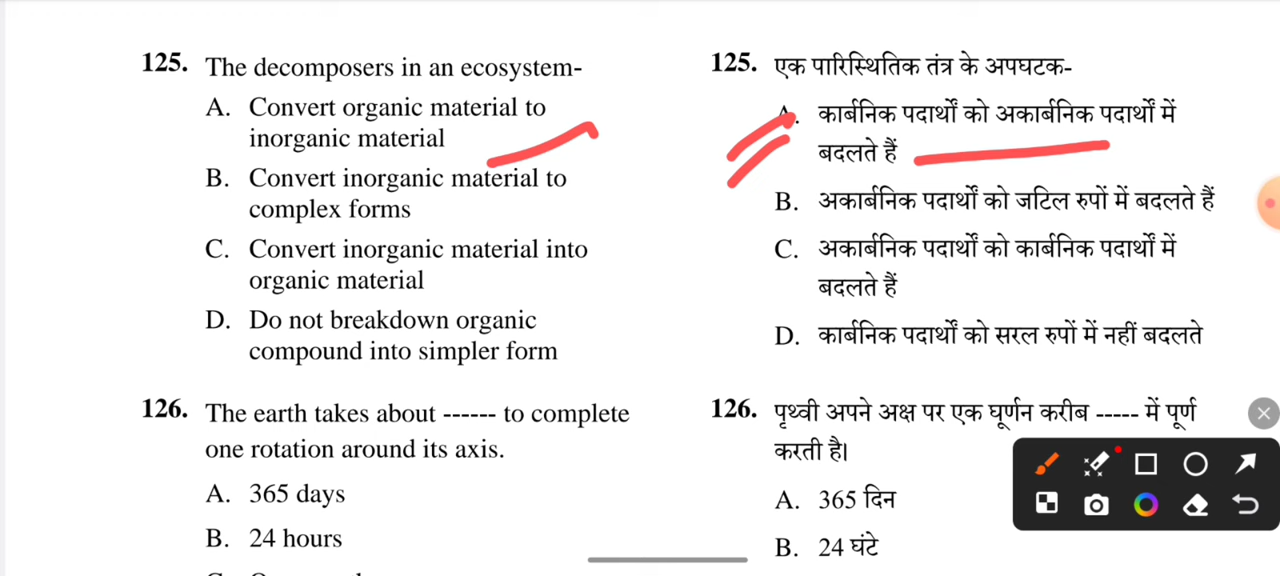 125. The decomposers in an ecosystem-
A. Convert organic material to
inorganic material
B. Convert inorganic material to
complex forms
C. Convert inorganic material into
organic material
D. Do not breakdown organic
compound into simpler form
126. The earth takes about ------ to complete
one rotation around its axis.
A. 365 days
B. 24 hours
125. एक पारिस्थितिक तंत्र के अपघटक-
A. कार्बनिक पदार्थों को अकार्बनिक पदार्थों में
बदलते हैं
B. अकार्बनिक पदार्थों को जटिल रुपों में बदलते हैं
C. अकार्बनिक पदार्थों को कार्बनिक पदार्थों में
बदलते हैं
D. कार्बनिक पदार्थों को सरल रुपों में नहीं बदलते
126. पृथ्वी अपने अक्ष पर एक घूर्णन करीब ----- में पूर्ण
करती है।
A. 365 दिन
B. 24 घंटे